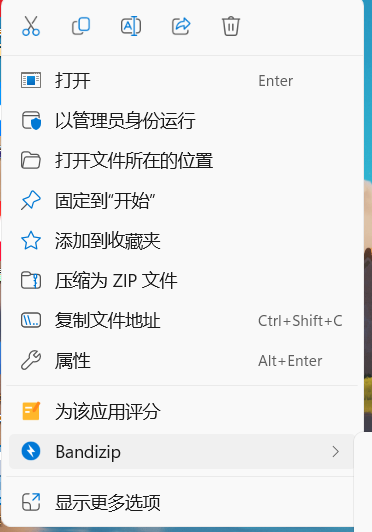 打开 Enter
以管理员身份运行
打开文件所在的位置
固定到“开始”
添加到收藏夹
压缩为 ZIP 文件
复制文件地址 Ctrl+Shift+C
属性 Alt+Enter
为该应用评分
Bandizip
显示更多选项